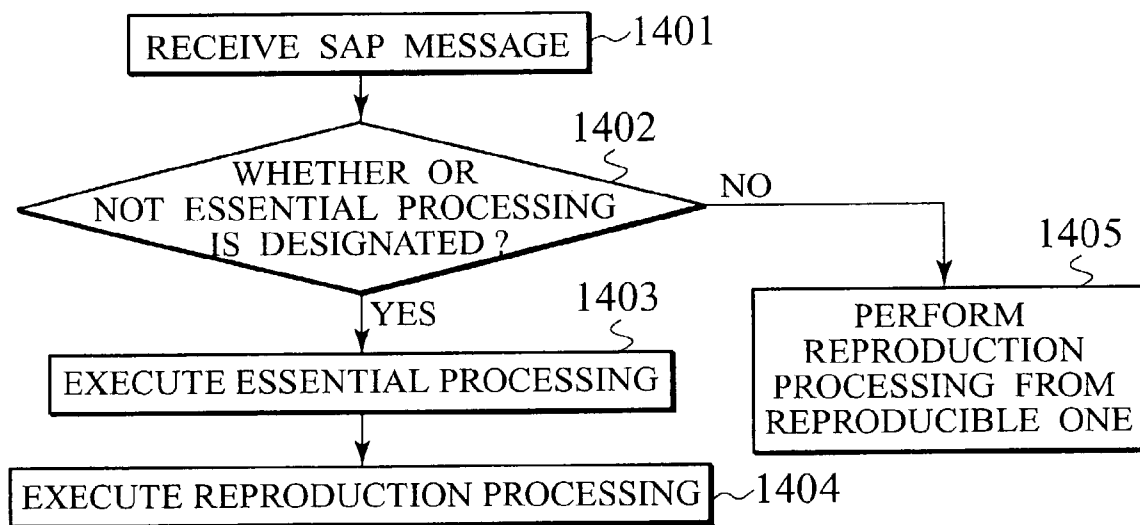 RECEIVE SAP MESSAGE
1401
1402
WHETHER OR
NOT ESSENTIAL PROCESSING
IS DESIGNATED ?
NO
YES
1403
EXECUTE ESSENTIAL PROCESSING
1405
PERFORM
REPRODUCTION
PROCESSING FROM
REPRODUCIBLE ONE
EXECUTE REPRODUCTION PROCESSING
1404